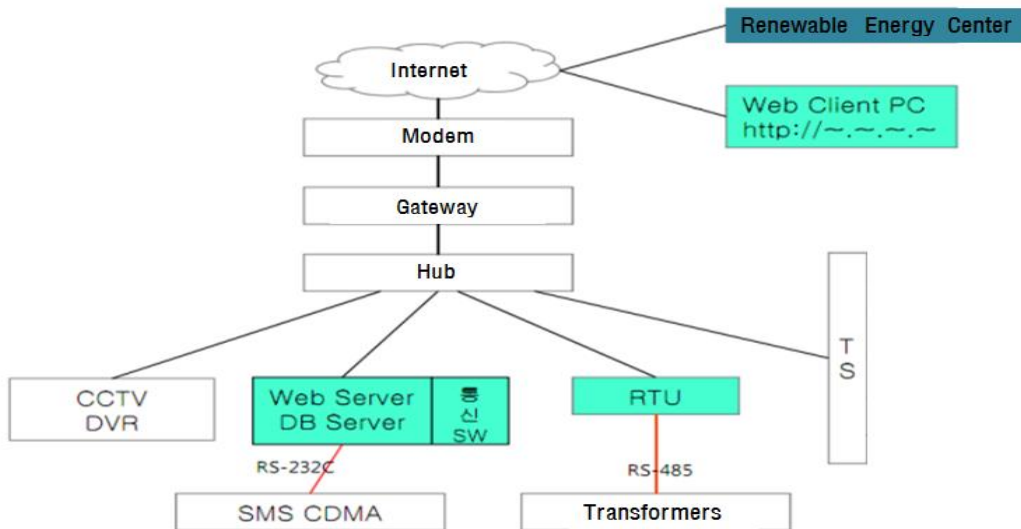 Renewable Energy Center
Internet
Web Client PC
http://~.~.~.~
Modem
Gateway
Hub
T
S
CCTV
DVR
Web Server
DB Server
통
신
SW
RTU
RS-232C
RS-485
SMS CDMA
Transformers